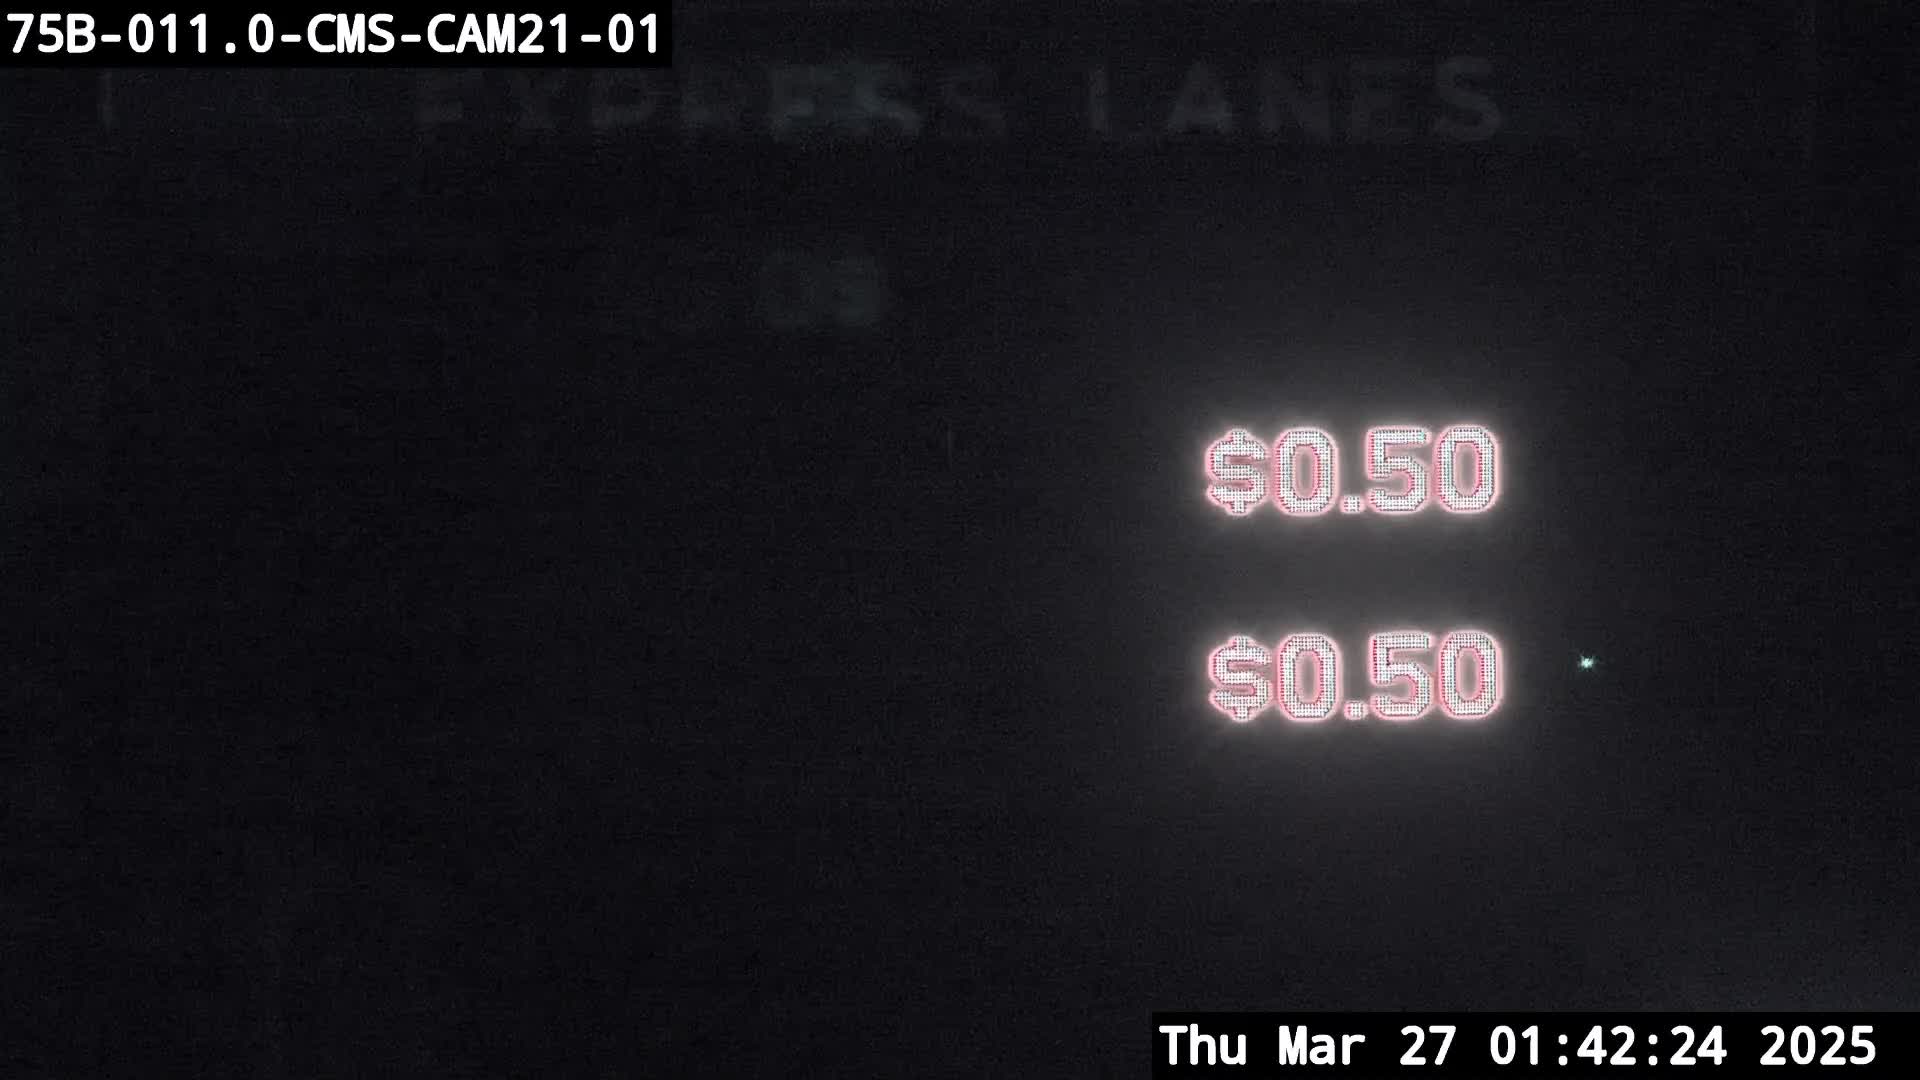 75B-011.0-CMS-CAM21-01
EXPRESS LANES
$0.50
$0.50
Thu Mar 27 01:42:24 2025